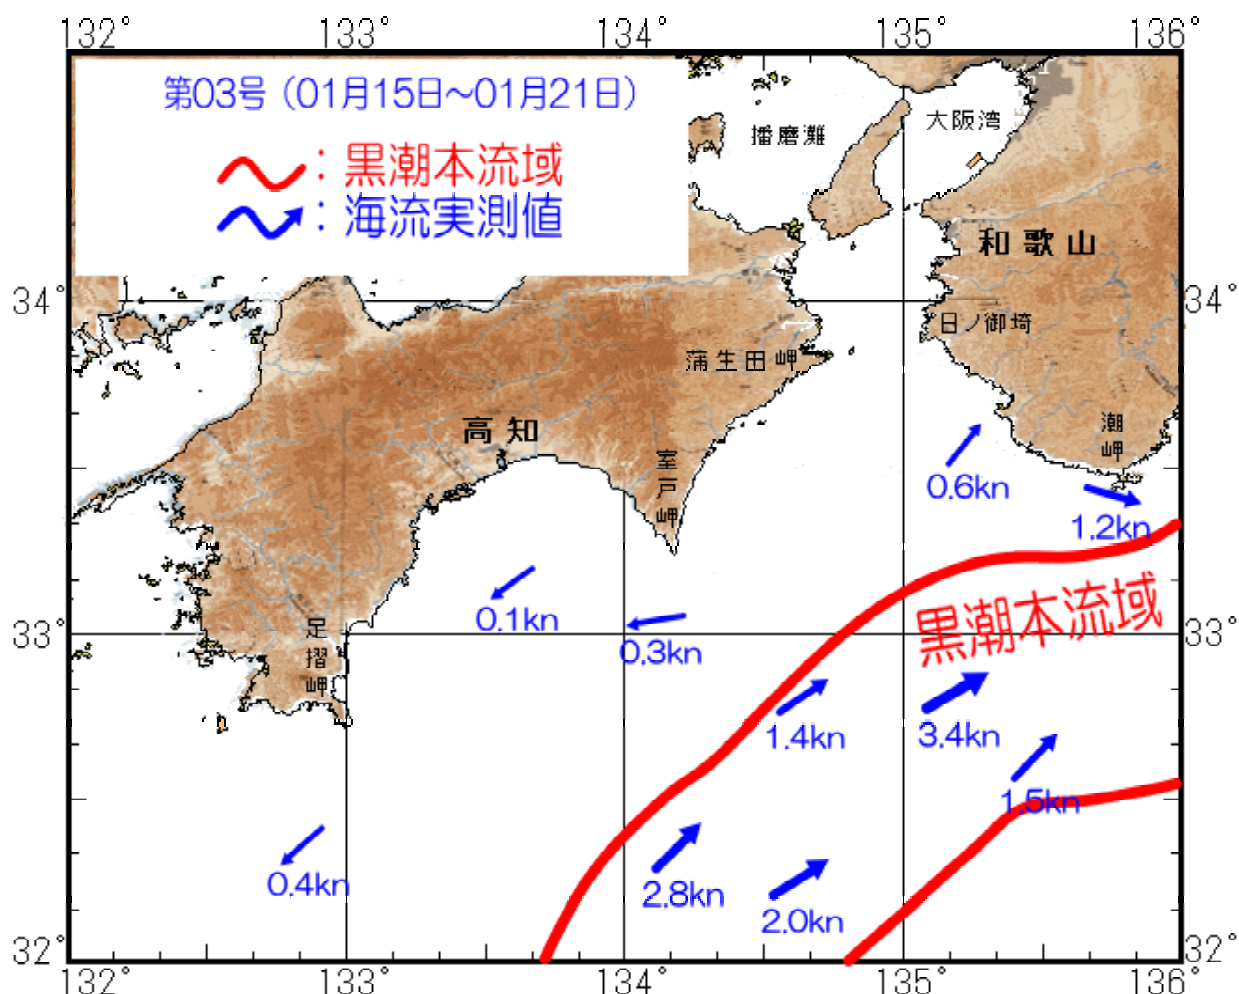 132° 133° 134° 135° 136°
第03号（01月15日～01月21日）
：黒潮本流域
：海流実測値
播磨灘
大阪湾
和歌山
34°
34°
日ノ御埼
蒲生田岬
高知
潮岬
室戸岬
0.6kn
1.2kn
0.1kn
黒潮本流域
足摺岬
33°
0.3kn
33°
1.4kn
3.4kn
1.5kn
0.4kn
2.8kn
2.0kn
32°
32°
132° 133° 134° 135° 136°